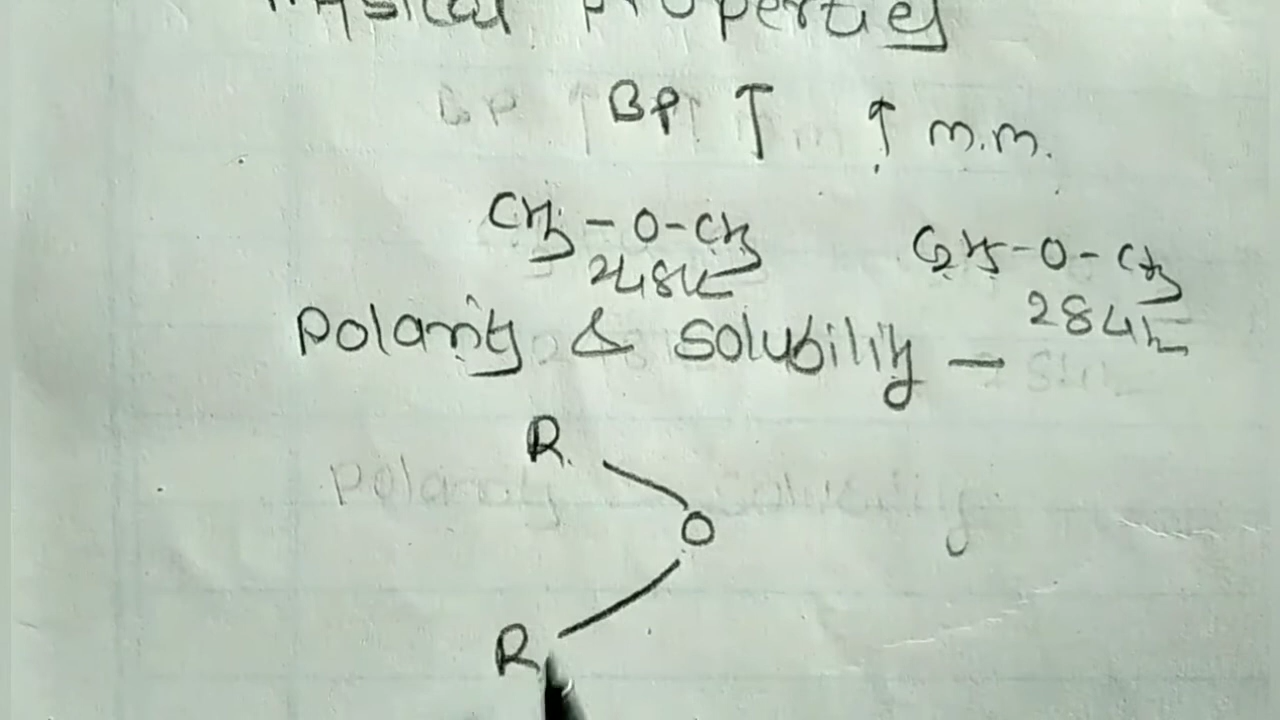 Physical Properties
BP ↑ ↑ m.m.
CH3 - O - CH3 C2H5 - O - CH3
248K 284K
Polarity & solubility -
R
O
R